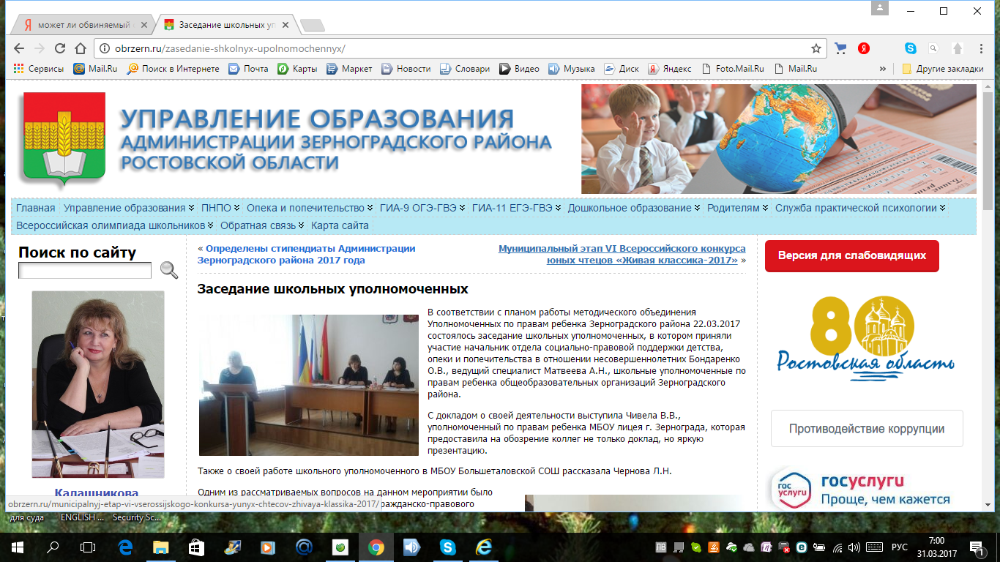 может ли обвиняемый
Заседание школьных уп
obrzern.ru/zasedanie-shkolnyx-upolnomochennyx/
Сервисы Mail.Ru Поиск в Интернете Почта Карты Маркет Новости Словари Видео Музыка Диск Яндекс Foto.Mail.Ru Mail.Ru » Другие закладки
УПРАВЛЕНИЕ ОБРАЗОВАНИЯ
АДМИНИСТРАЦИИ ЗЕРНОГРАДСКОГО РАЙОНА
РОСТОВСКОЙ ОБЛАСТИ
Главная Управление образования ПНПО Опека и попечительство ГИА-9 ОГЭ-ГВЭ ГИА-11 ЕГЭ-ГВЭ Дошкольное образование Родителям Служба практической психологии
Всероссийская олимпиада школьников Обратная связь Карта сайта
Поиск по сайту
Калашникова
« Определены стипендиаты Администрации
Зерноградского района 2017 года
Муниципальный этап VI Всероссийского конкурса
юных чтецов «Живая классика-2017» »
Заседание школьных уполномоченных
В соответствии с планом работы методического объединения
Уполномоченных по правам ребенка Зерноградского района 22.03.2017
состоялось заседание школьных уполномоченных, в котором приняли
участие начальник отдела социально-правовой поддержки детства,
опеки и попечительства в отношении несовершеннолетних Бондаренко
О.В., ведущий специалист Матвеева А.Н., школьные уполномоченные по
правам ребенка общеобразовательных организаций Зерноградского
района.
С докладом о своей деятельности выступила Чивела В.В.,
уполномоченный по правам ребенка МБОУ лицея г. Зернограда, которая
предоставила на обозрение коллег не только доклад, но яркую
презентацию.
Также о своей работе школьного уполномоченного в МБОУ Большеталовской СОШ рассказала Чернова Л.Н.
Одним из рассматриваемых вопросов на данном мероприятии было
ражданско-правового
Версия для слабовидящих
80
Ростовская область
Противодействие коррупции
гос
услуги
госуслуги
Проще, чем кажется
obrzern.ru/municipalnyj-etap-vi-vserossijskogo-konkursa-yunyx-chtecov-zhivaya-klassika-2017/
для суда ENGLISH ... Security Sc...
РУС
7:00
31.03.2017
1